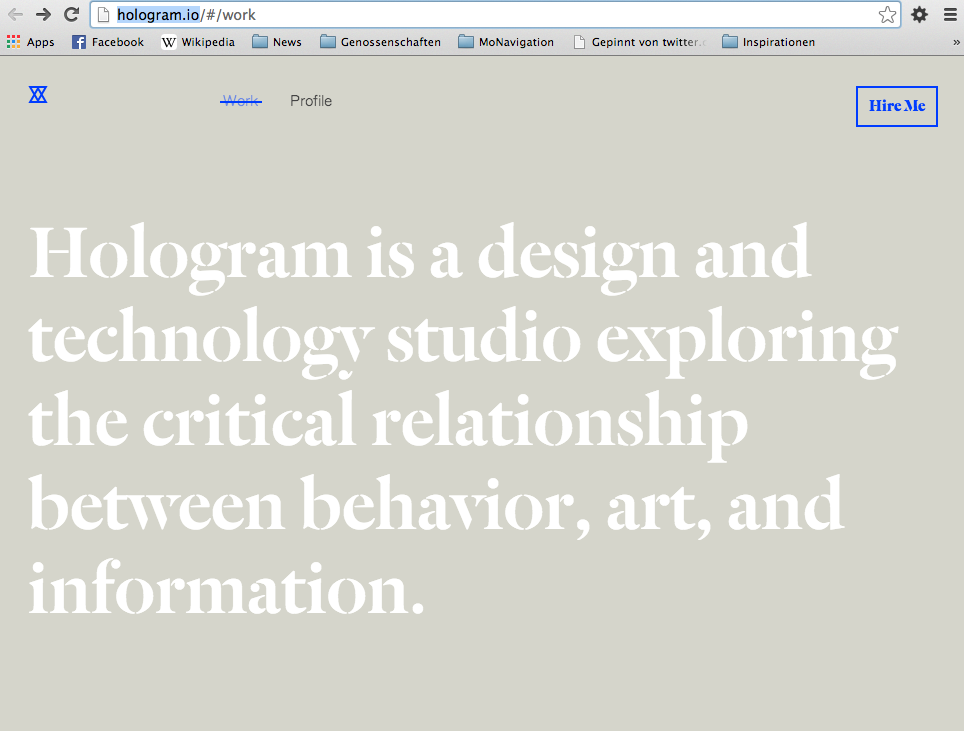 hologram.io/#/work
Apps Facebook Wikipedia News Genossenschaften MoNavigation Gepinnt von twitter.c Inspirationen »
Work Profile Hire Me
Hologram is a design and
technology studio exploring
the critical relationship
between behavior, art, and
information.